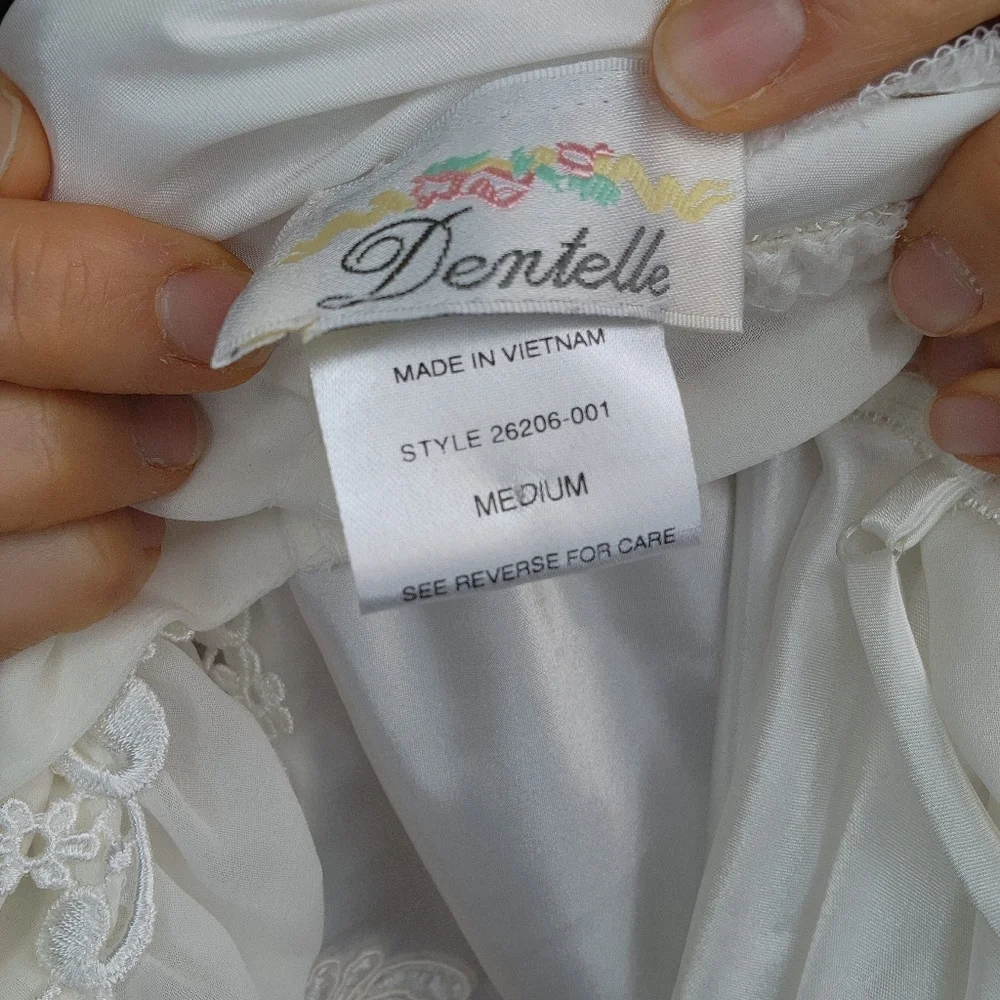 Dentelle
MADE IN VIETNAM
STYLE 26206-001
MEDIUM
SEE REVERSE FOR CARE